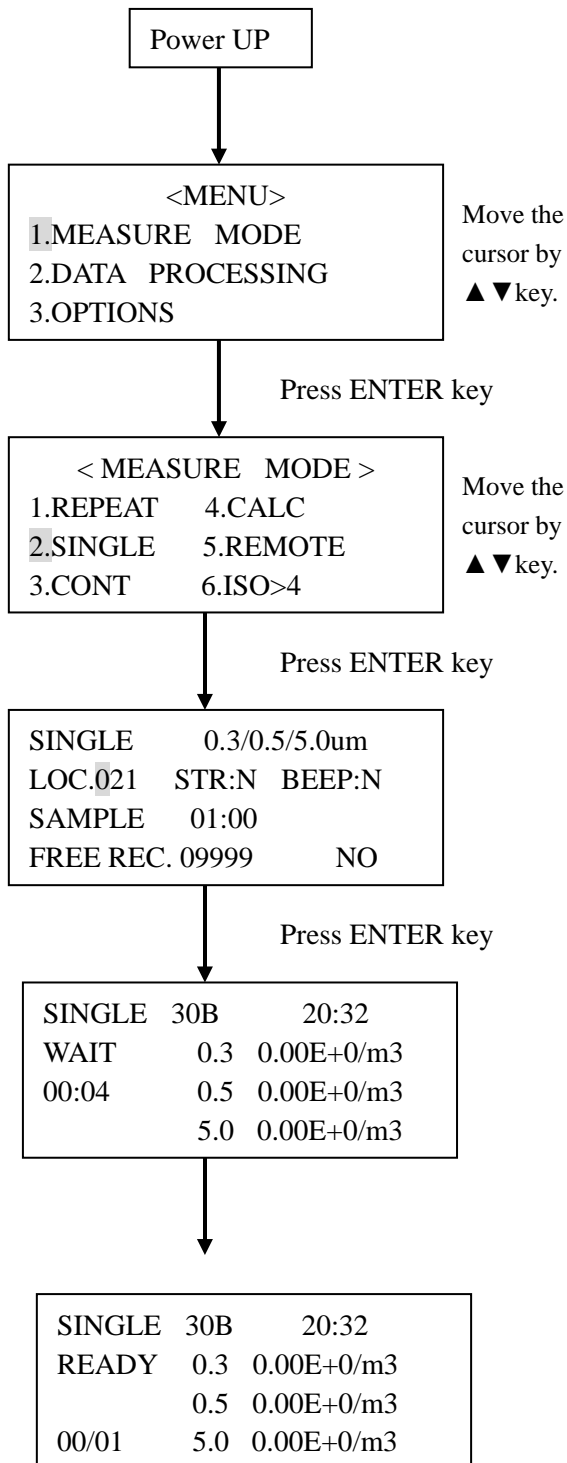 Power UP
<MENU>
1.MEASURE MODE
2.DATA PROCESSING
3.OPTIONS
Move the
cursor by
▲▼key.
Press ENTER key
< MEASURE MODE >
1.REPEAT 4.CALC
2.SINGLE 5.REMOTE
3.CONT 6.ISO>4
Move the
cursor by
▲▼key.
Press ENTER key
SINGLE 0.3/0.5/5.0um
LOC.021 STR:N BEEP:N
SAMPLE 01:00
FREE REC. 09999 NO
Press ENTER key
SINGLE 30B 20:32
WAIT 0.3 0.00E+0/m3
00:04 0.5 0.00E+0/m3
5.0 0.00E+0/m3
SINGLE 30B 20:32
READY 0.3 0.00E+0/m3
0.5 0.00E+0/m3
00/01 5.0 0.00E+0/m3